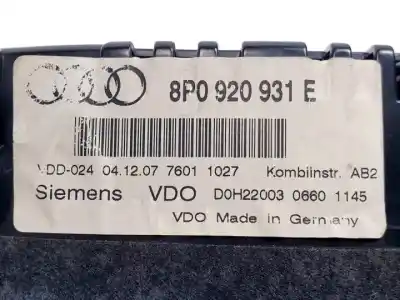 8P0 920 931 E
VDD-024 04.12.07 7601 1027 Kombiinstr. AB2
Siemens VDO D0H22003 0660 1145
VDO Made in Germany